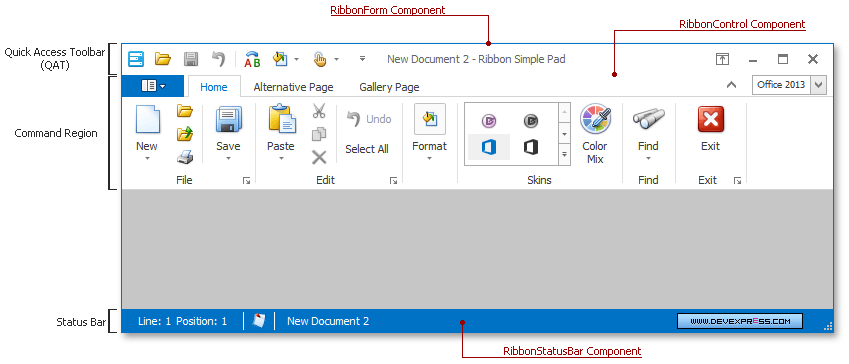 RibbonForm Component
RibbonControl Component
Quick Access Toolbar
(QAT)
AB
New Document 2 - Ribbon Simple Pad
Home
Alternative Page
Gallery Page
Office 2013
Command Region
New
Save
Paste
Undo
Select All
Format
Color
Mix
Find
Exit
File
Edit
Skins
Find
Exit
Status Bar
Line: 1 Position: 1
New Document 2
WWW.DEVEXPRESS.COM
RibbonStatusBar Component